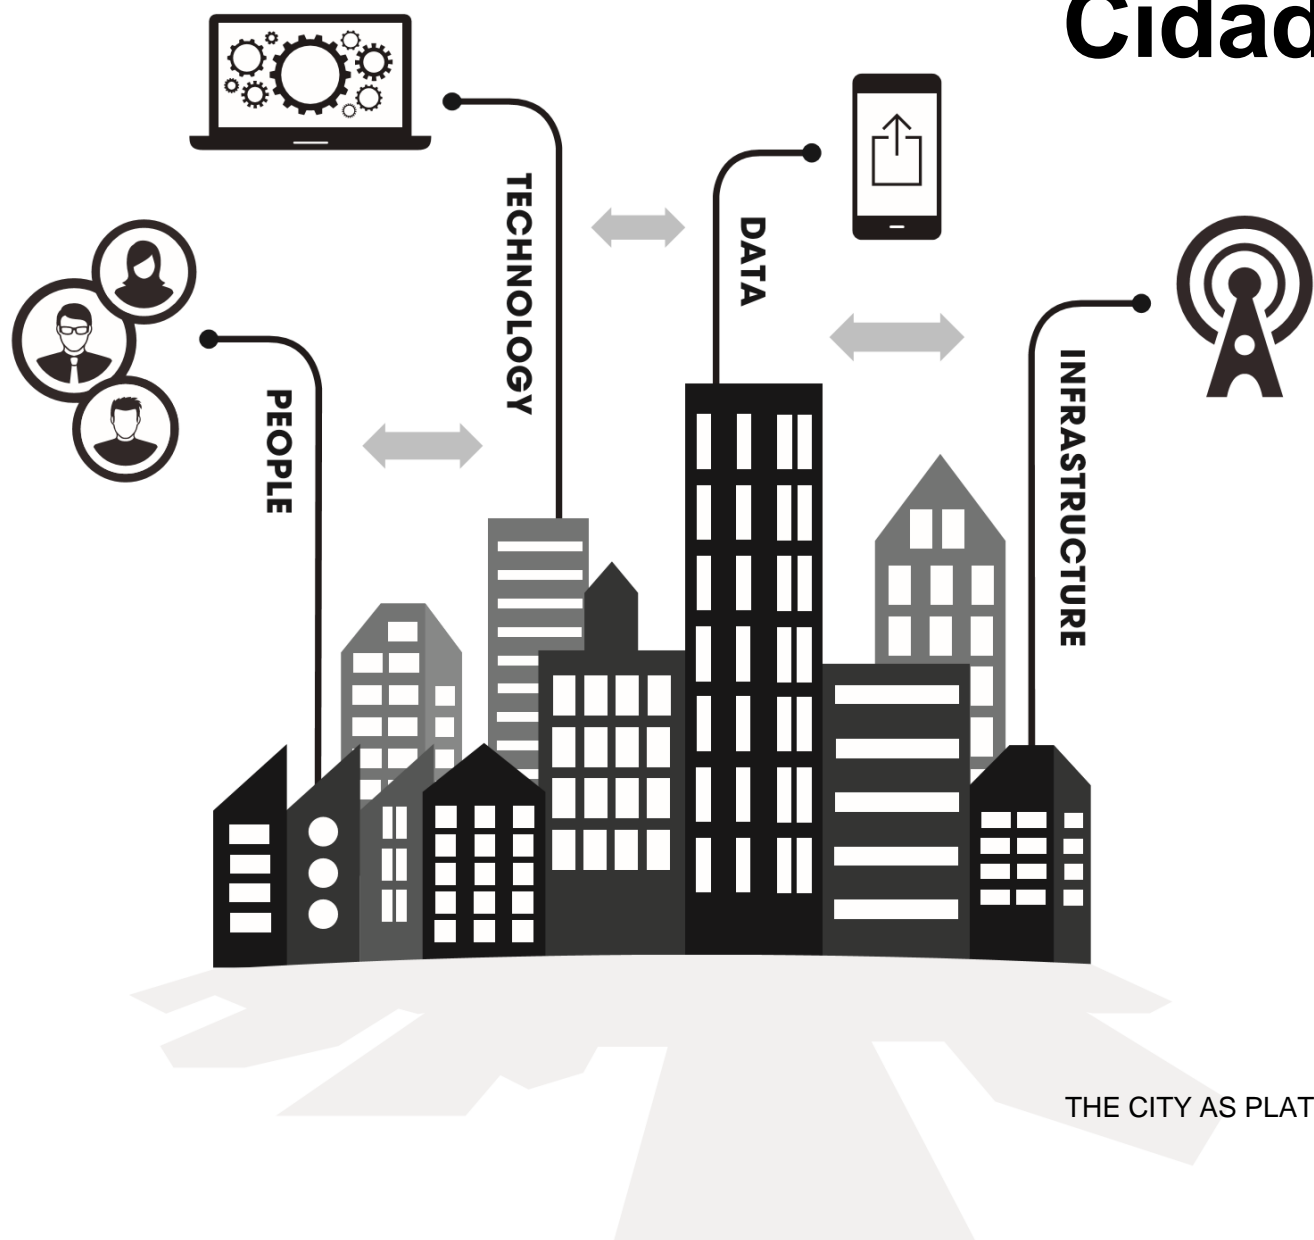 Cidad
TECHNOLOGY
DATA
PEOPLE
INFRASTRUCTURE
THE CITY AS PLAT